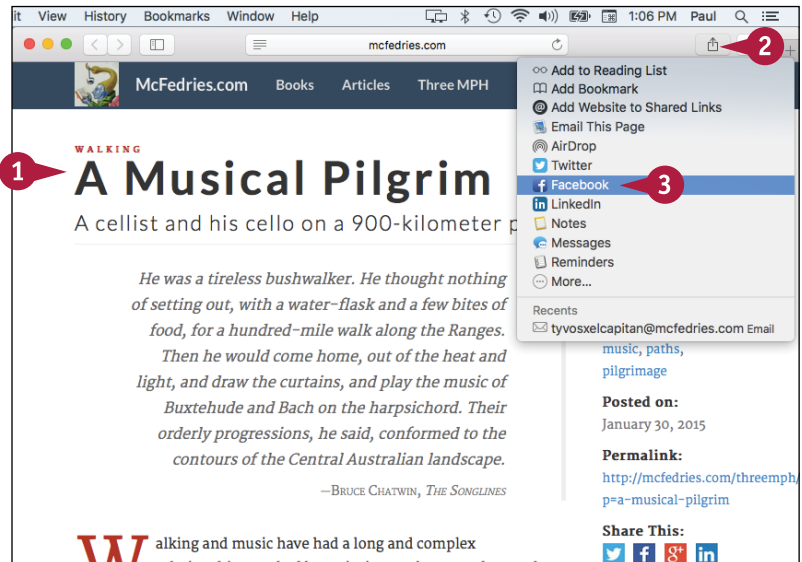 it View History Bookmarks Window Help 1:06 PM Paul
mcfedries.com
2
McFedries.com Books Articles Three MPH
Add to Reading List
Add Bookmark
Add Website to Shared Links
Email This Page
AirDrop
Twitter
Facebook
3
LinkedIn
Notes
Messages
Reminders
More...
Recents
tyvosxelcapitan@mcfedries.com Email
WALKING
1
A Musical Pilgrim
A cellist and his cello on a 900-kilometer p
He was a tireless bushwalker. He thought nothing
of setting out, with a water-flask and a few bites of
food, for a hundred-mile walk along the Ranges.
Then he would come home, out of the heat and
light, and draw the curtains, and play the music of
Buxtehude and Bach on the harpsichord. Their
orderly progressions, he said, conformed to the
contours of the Central Australian landscape.
—BRUCE CHATWIN, THE SONGLINES
Walking and music have had a long and complex
music, paths,
pilgrimage
Posted on:
January 30, 2015
Permalink:
http://mcfedries.com/threemph/
p=a-musical-pilgrim
Share This:
f g+ in